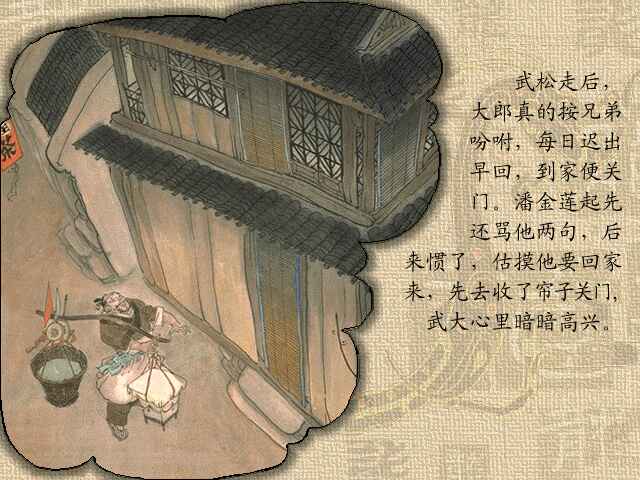 武松走后，
大郎真的按兄弟
吩咐，每日迟出
早回，到家便关
门。潘金莲起先
还骂他两句，后
来惯了，估摸他要回家
来，先去收了帘子关门，
武大心里暗暗高兴。